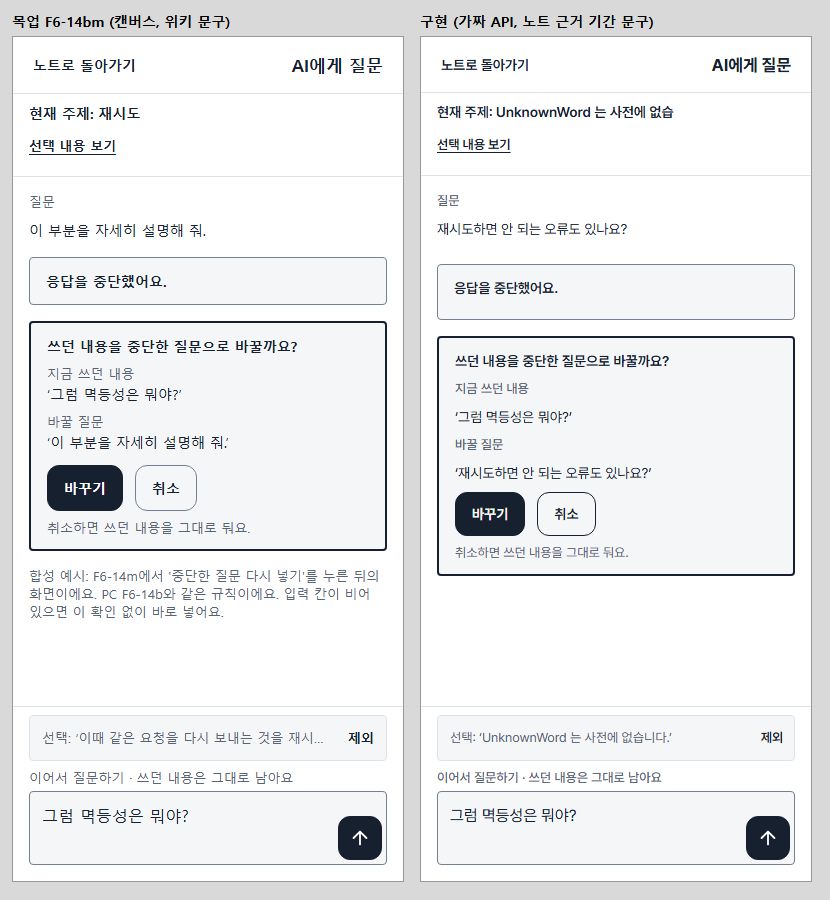 목업 F6-14bm (캔버스, 위키 문구)
노트로 돌아가기
AI에게 질문
현재 주제: 재시도
선택 내용 보기
질문
이 부분을 자세히 설명해 줘.
응답을 중단했어요.
쓰던 내용을 중단한 질문으로 바꿀까요?
지금 쓰던 내용
‘그럼 멱등성은 뭐야?’
바꿀 질문
‘이 부분을 자세히 설명해 줘.’
바꾸기
취소
취소하면 쓰던 내용을 그대로 둬요.
합성 예시: F6-14m에서 '중단한 질문 다시 넣기'를 누른 뒤의
화면이에요. PC F6-14b와 같은 규칙이에요. 입력 칸이 비어
있으면 이 확인 없이 바로 넣어요.
선택: ‘이때 같은 요청을 다시 보내는 것을 재시...
제외
이어서 질문하기 · 쓰던 내용은 그대로 남아요
그럼 멱등성은 뭐야?
구현 (가짜 API, 노트 근거 기간 문구)
노트로 돌아가기
AI에게 질문
현재 주제: UnknownWord 는 사전에 없습
선택 내용 보기
질문
재시도하면 안 되는 오류도 있나요?
응답을 중단했어요.
쓰던 내용을 중단한 질문으로 바꿀까요?
지금 쓰던 내용
‘그럼 멱등성은 뭐야?’
바꿀 질문
‘재시도하면 안 되는 오류도 있나요?’
바꾸기
취소
취소하면 쓰던 내용을 그대로 둬요.
선택: ‘UnknownWord 는 사전에 없습니다.’
제외
이어서 질문하기 · 쓰던 내용은 그대로 남아요
그럼 멱등성은 뭐야?